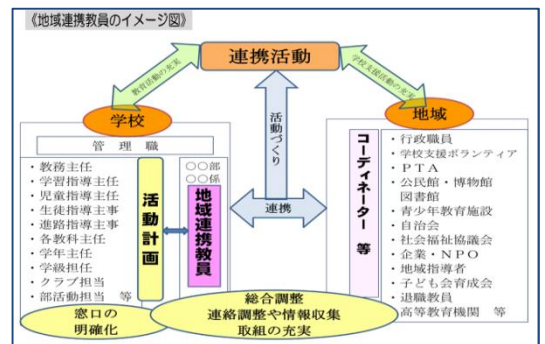 《地域連携教員のイメージ図》
連携活動
教育活動の充実
学校支援活動の充実
学校
地域
活動づくり
管理職
・教務主任
・学習指導主任
・児童指導主任
・生徒指導主事
・進路指導主事
・各教科主任
・学年主任
・学級担任
・クラブ担当
・部活動担当 等
活動計画
○○部
○○係
地域連携教員
連携
コーディネーター 等
・行政職員
・学校支援ボランティア
・PTA
・公民館・博物館
図書館
・青少年教育施設
・自治会
・社会福祉協議会
・企業・NPO
・地域指導者
・子ども会育成会
・退職教員
・高等教育機関 等
窓口の
明確化
総合調整
連絡調整や情報収集
取組の充実